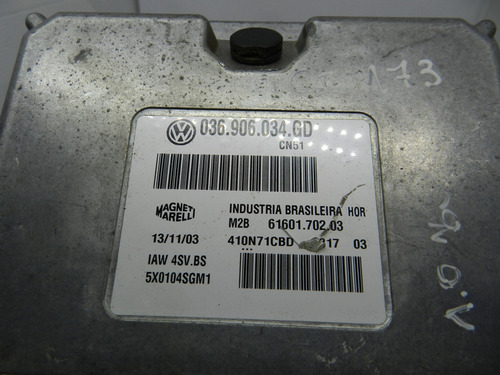 173
036.906.034.GD
CN51
MAGNETI MARELLI
INDUSTRIA BRASILEIRA HOR
M2B 61601.702.03
13/11/03
410N71CBD 317 03
IAW 4SV.BS
5X0104SGM1